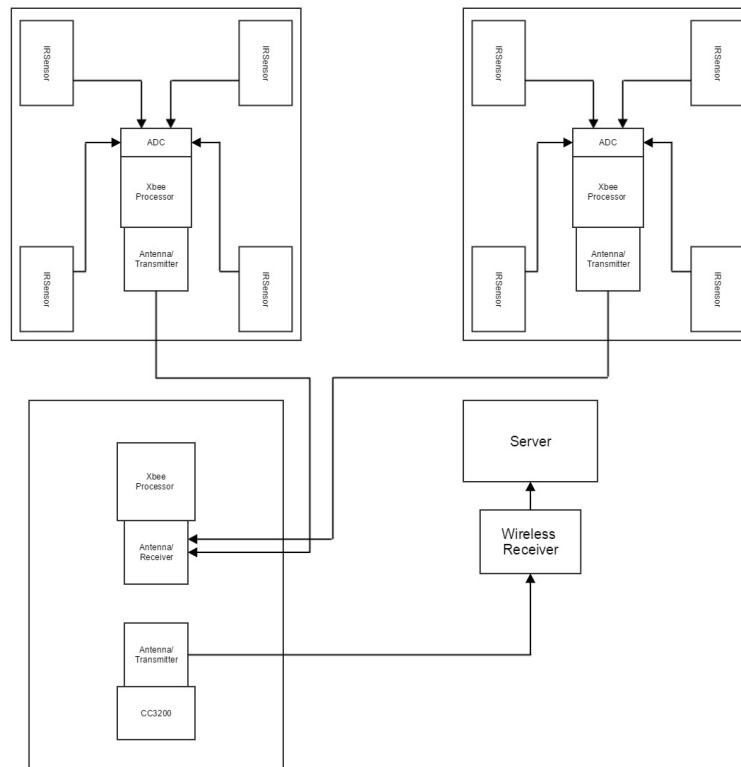 IRSensor
IRSensor
ADC
Xbee
Processor
Antenna/
Transmitter
IRSensor
IRSensor
IRSensor
IRSensor
ADC
Xbee
Processor
Antenna/
Transmitter
IRSensor
IRSensor
Xbee
Processor
Antenna/
Receiver
Antenna/
Transmitter
CC3200
Server
Wireless
Receiver